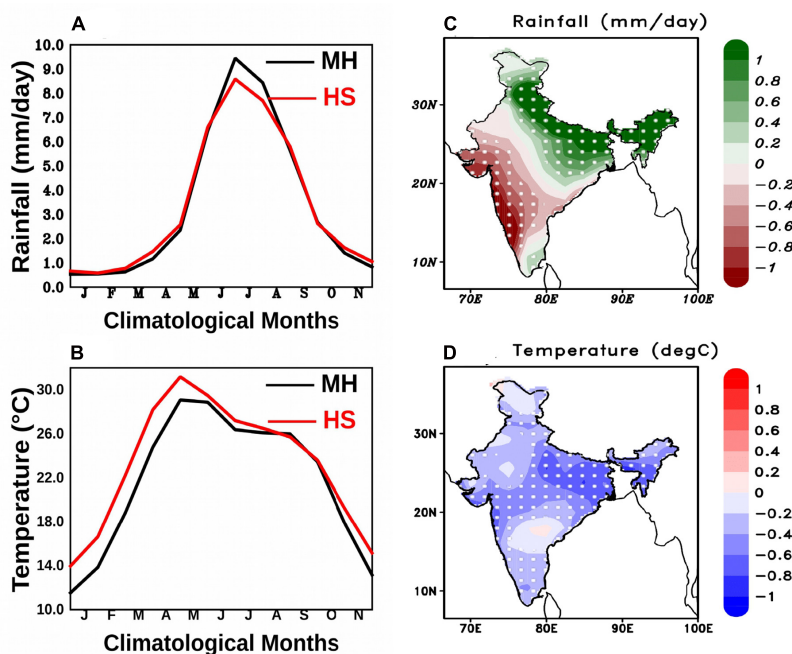 A
Rainfall (mm/day)
10.0
9.0
8.0
7.0
6.0
5.0
4.0
3.0
2.0
1.0
0.0
MH
HS
J F M A M J J A S O N
Climatological Months
C Rainfall (mm/day)
30N
20N
10N
70E 80E 90E 100E
1
0.8
0.6
0.4
0.2
0
-0.2
-0.4
-0.6
-0.8
-1
B
Temperature (°C)
30.0
26.0
22.0
18.0
14.0
10.0
MH
HS
J F M A M J J A S O N
Climatological Months
D Temperature (degC)
30N
20N
10N
70E 80E 90E 100E
1
0.8
0.6
0.4
0.2
0
-0.2
-0.4
-0.6
-0.8
-1